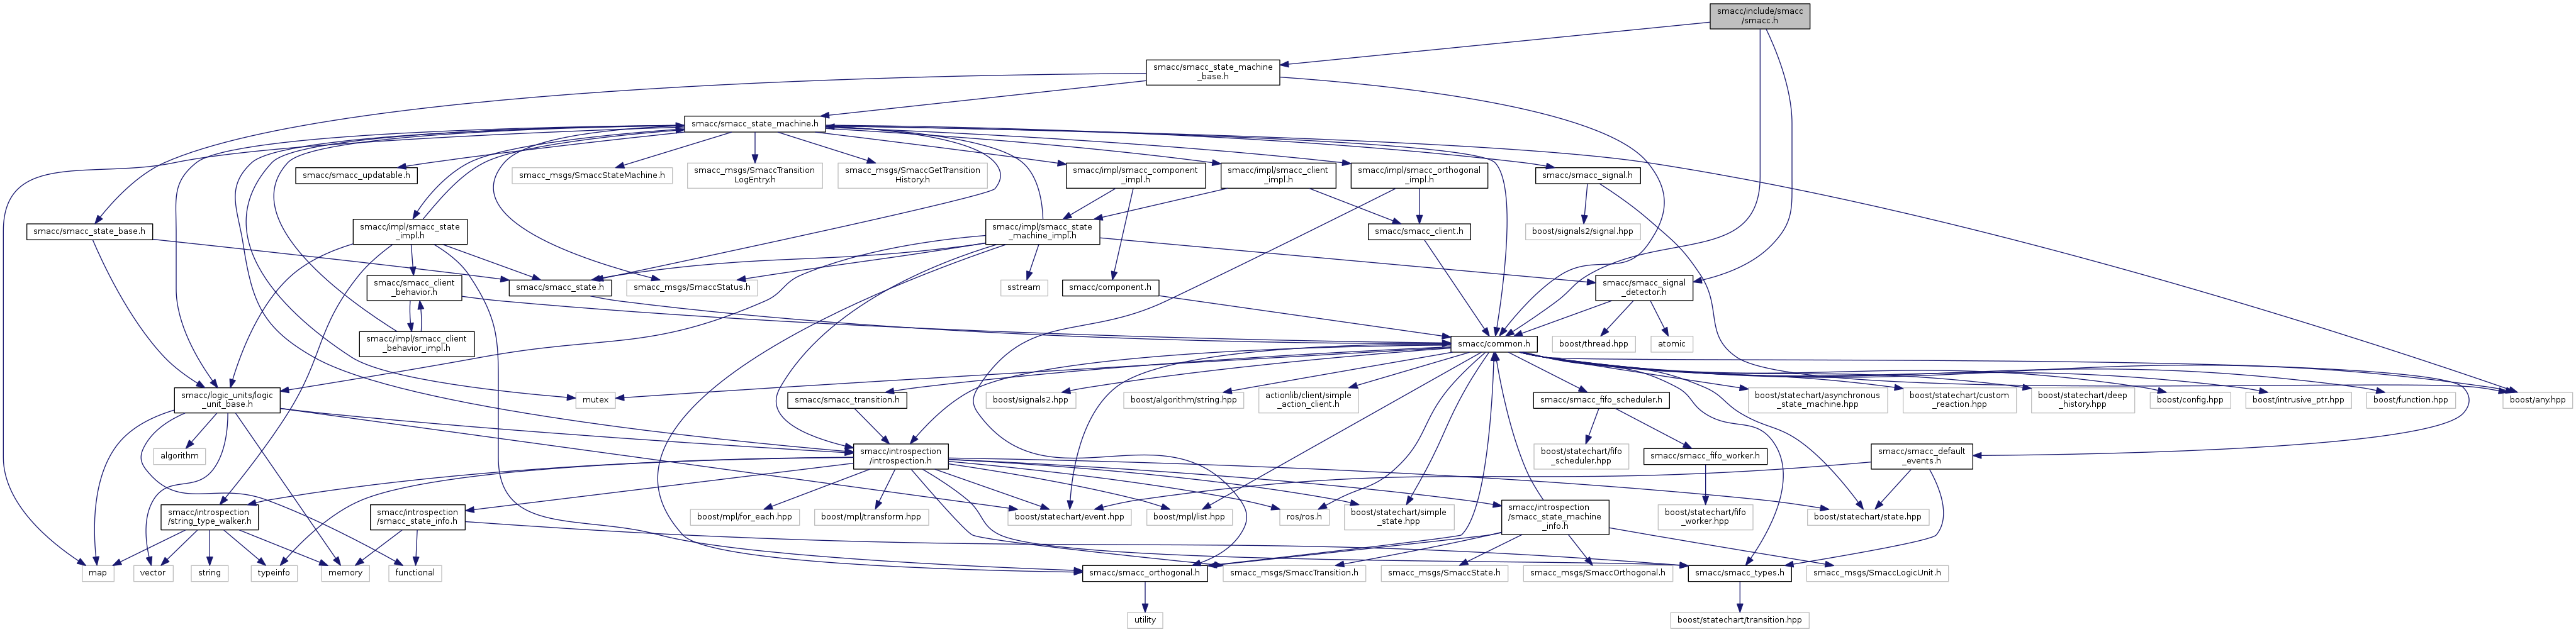 smacc/include/smacc
/smacc.h
smacc/smacc_state_machine
_base.h
smacc/smacc_state_machine.h
smacc/smacc_updatable.h
smacc_msgs/SmaccStateMachine.h
smacc_msgs/SmaccTransition
LogEntry.h
smacc_msgs/SmaccGetTransition
History.h
smacc/impl/smacc_component
_impl.h
smacc/impl/smacc_client
_impl.h
smacc/impl/smacc_orthogonal
_impl.h
smacc/smacc_signal.h
smacc/smacc_state_base.h
smacc/impl/smacc_state
_impl.h
smacc/impl/smacc_state
_machine_impl.h
smacc/smacc_client.h
boost/signals2/signal.hpp
smacc/smacc_client
_behavior.h
smacc/smacc_state.h
smacc_msgs/SmaccStatus.h
sstream
smacc/component.h
smacc/smacc_signal
_detector.h
smacc/impl/smacc_client
_behavior_impl.h
smacc/common.h
boost/thread.hpp
atomic
smacc/logic_units/logic
_unit_base.h
mutex
smacc/smacc_transition.h
boost/signals2.hpp
boost/algorithm/string.hpp
actionlib/client/simple
_action_client.h
smacc/smacc_fifo_scheduler.h
boost/statechart/asynchronous
_state_machine.hpp
boost/statechart/custom
_reaction.hpp
boost/statechart/deep
_history.hpp
boost/config.hpp
boost/intrusive_ptr.hpp
boost/function.hpp
boost/any.hpp
algorithm
smacc/introspection
/introspection.h
boost/statechart/fifo
_scheduler.hpp
smacc/smacc_fifo_worker.h
smacc/smacc_default
_events.h
smacc/introspection
/string_type_walker.h
smacc/introspection
/smacc_state_info.h
boost/mpl/for_each.hpp
boost/mpl/transform.hpp
boost/statechart/event.hpp
boost/mpl/list.hpp
ros/ros.h
boost/statechart/simple
_state.hpp
smacc/introspection
/smacc_state_machine
_info.h
boost/statechart/fifo
_worker.hpp
boost/statechart/state.hpp
map
vector
string
typeinfo
memory
functional
smacc/smacc_orthogonal.h
smacc_msgs/SmaccTransition.h
smacc_msgs/SmaccState.h
smacc_msgs/SmaccOrthogonal.h
smacc/smacc_types.h
smacc_msgs/SmaccLogicUnit.h
utility
boost/statechart/transition.hpp